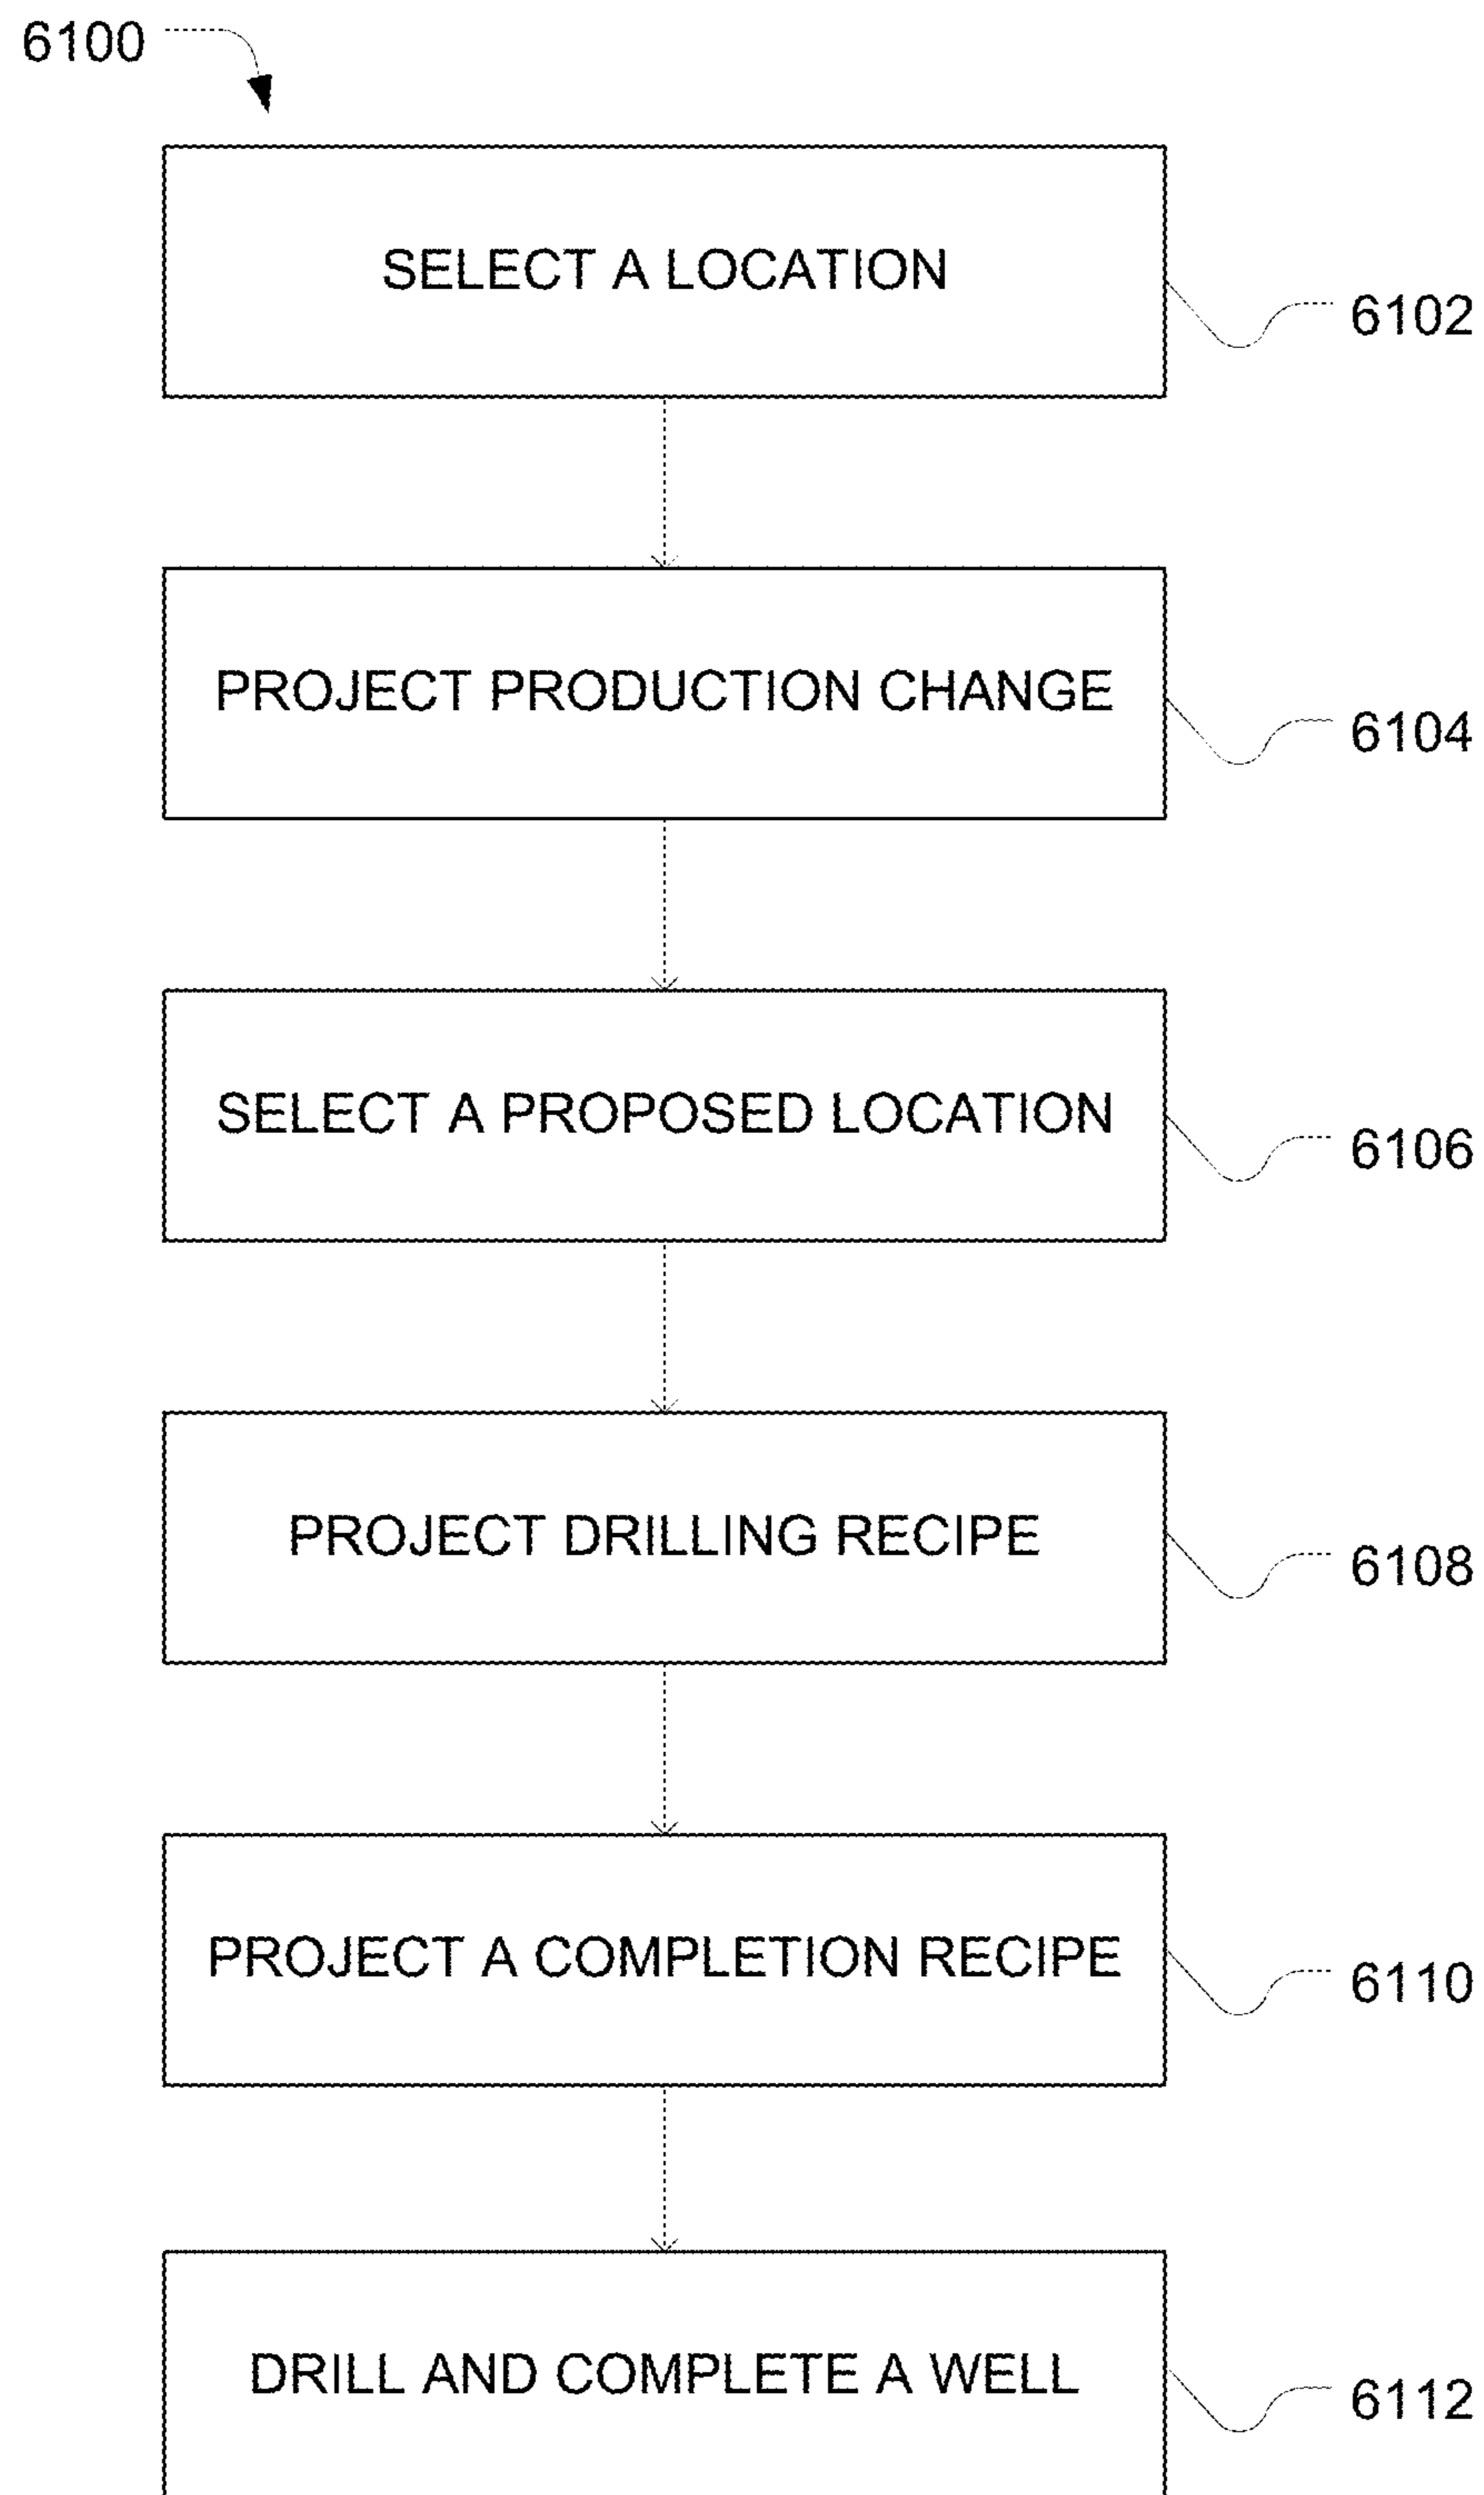 6100
SELECT A LOCATION
6102
PROJECT PRODUCTION CHANGE
6104
SELECT A PROPOSED LOCATION
6106
PROJECT DRILLING RECIPE
6108
PROJECT A COMPLETION RECIPE
6110
DRILL AND COMPLETE A WELL
6112